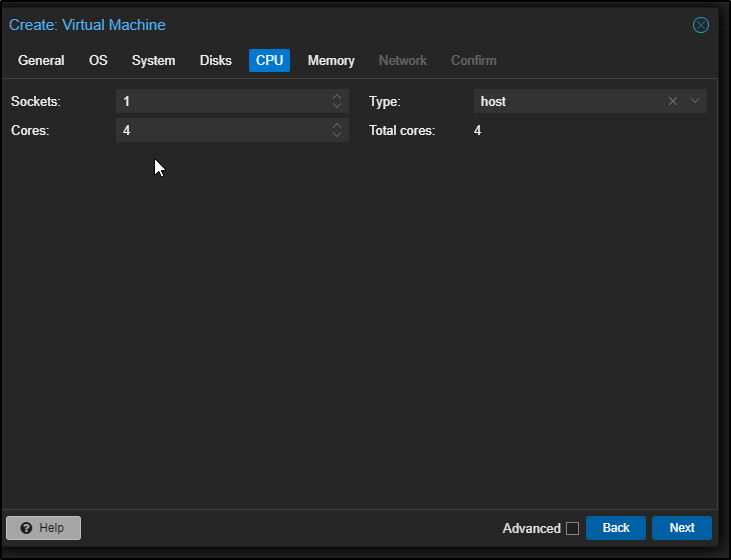 Create: Virtual Machine
General OS System Disks CPU Memory Network Confirm
Sockets: 1 Type: host
Cores: 4 Total cores: 4
Help Advanced Back Next